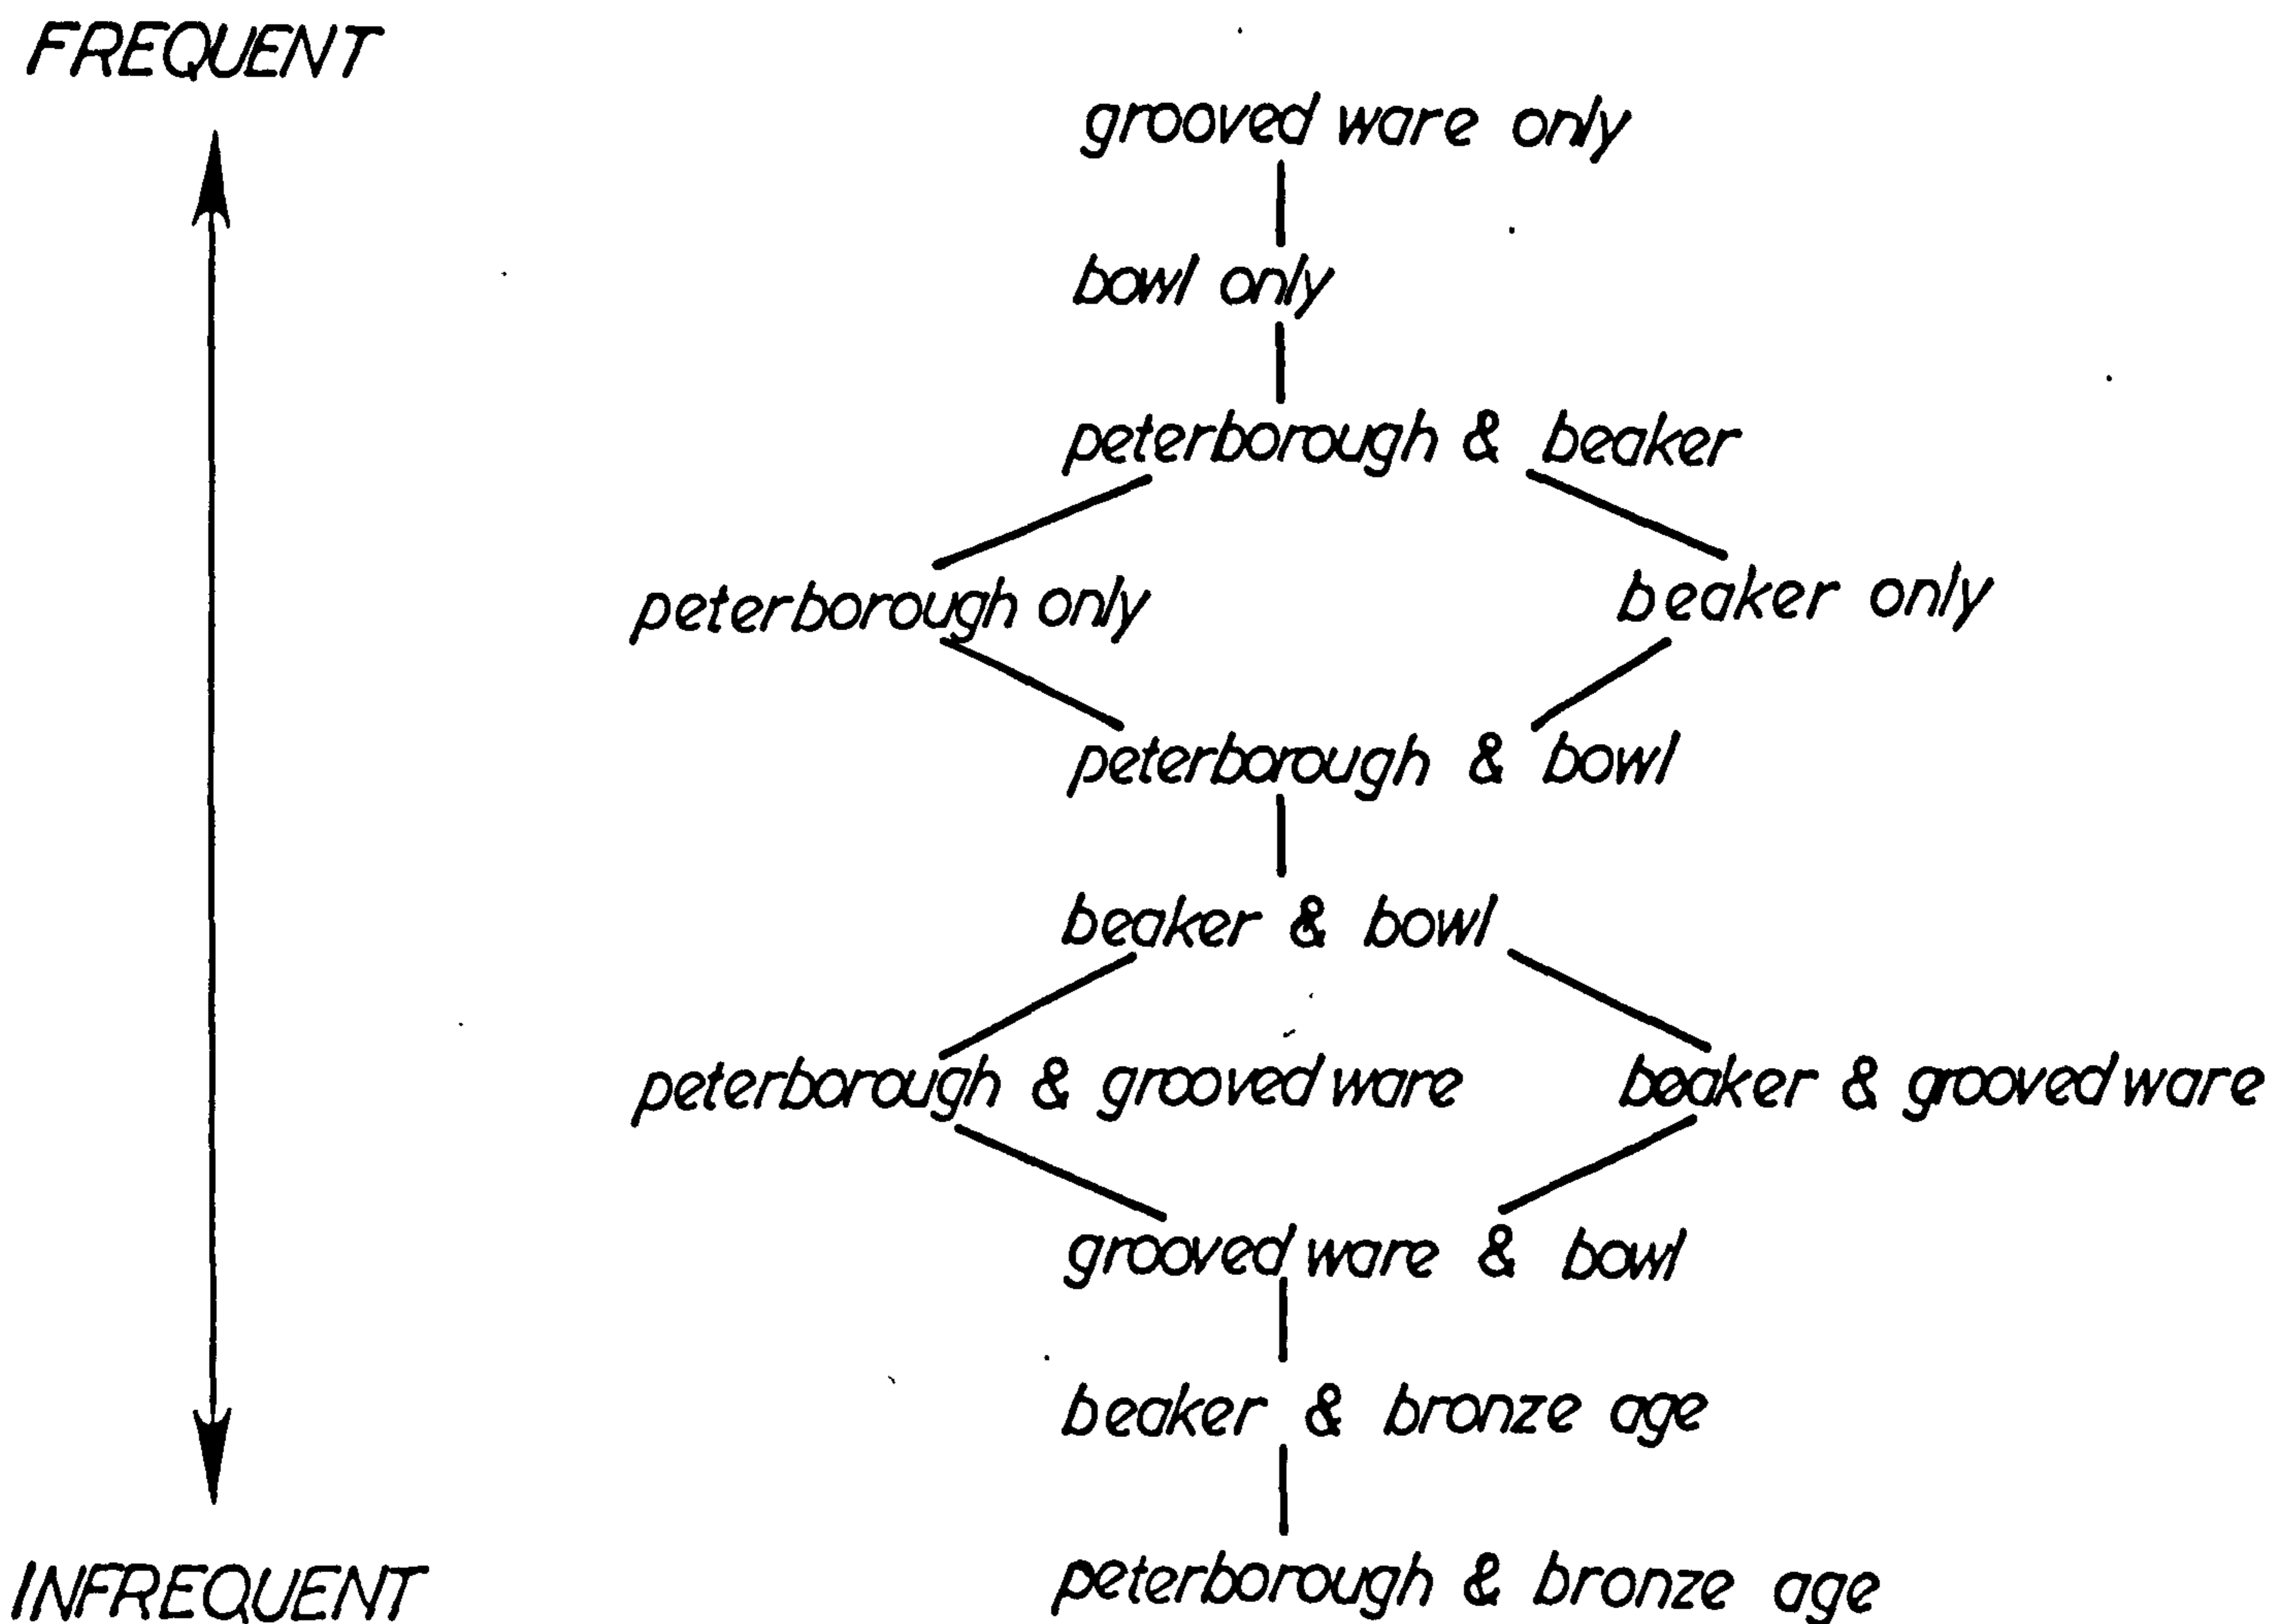 FREQUENT
grooved ware only
bowl only
peterborough & beaker
peterborough only
beaker only
peterborough & bowl
beaker & bowl
peterborough & grooved ware
beaker & grooved ware
grooved ware & bowl
beaker & bronze age
peterborough & bronze age
INFREQUENT